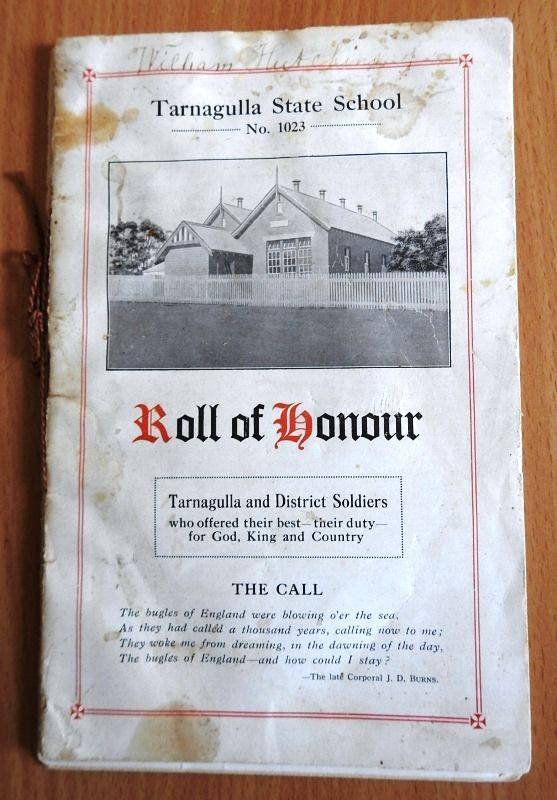 William Hutchings
Tarnagulla State School
No. 1023
Roll of Honour
Tarnagulla and District Soldiers
who offered their best—their duty—
for God, King and Country
THE CALL
The bugles of England were blowing o'er the sea,
As they had called a thousand years, calling now to me;
They woke me from dreaming, in the dawning of the day,
The bugles of England—and how could I stay?
—The late Corporal J. D. BURNS.